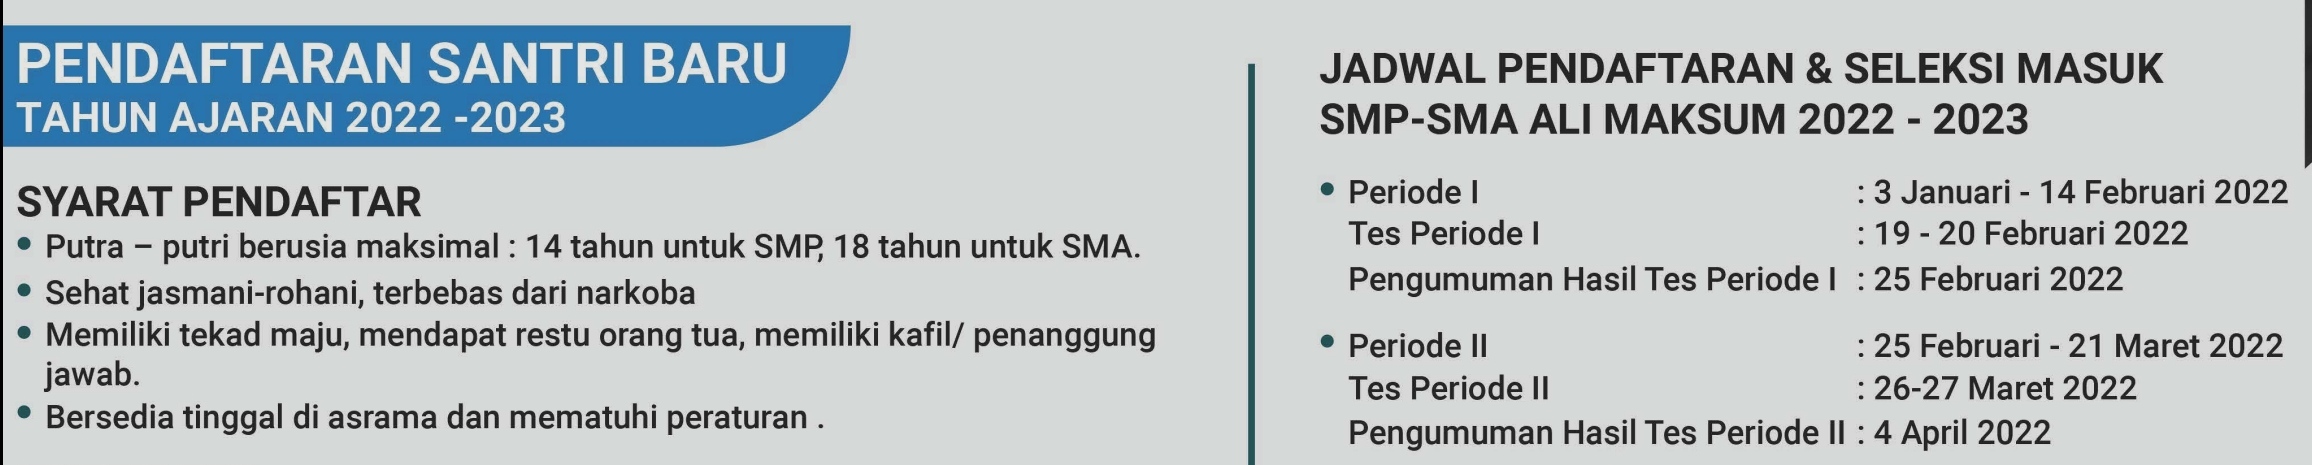 PENDAFTARAN SANTRI BARU
TAHUN AJARAN 2022 -2023
SYARAT PENDAFTAR
• Putra – putri berusia maksimal : 14 tahun untuk SMP, 18 tahun untuk SMA.
• Sehat jasmani-rohani, terbebas dari narkoba
• Memiliki tekad maju, mendapat restu orang tua, memiliki kafil/ penanggung
jawab.
• Bersedia tinggal di asrama dan mematuhi peraturan .
JADWAL PENDAFTARAN & SELEKSI MASUK
SMP-SMA ALI MAKSUM 2022 - 2023
• Periode I : 3 Januari - 14 Februari 2022
Tes Periode I : 19 - 20 Februari 2022
Pengumuman Hasil Tes Periode I : 25 Februari 2022
• Periode II : 25 Februari - 21 Maret 2022
Tes Periode II : 26-27 Maret 2022
Pengumuman Hasil Tes Periode II : 4 April 2022